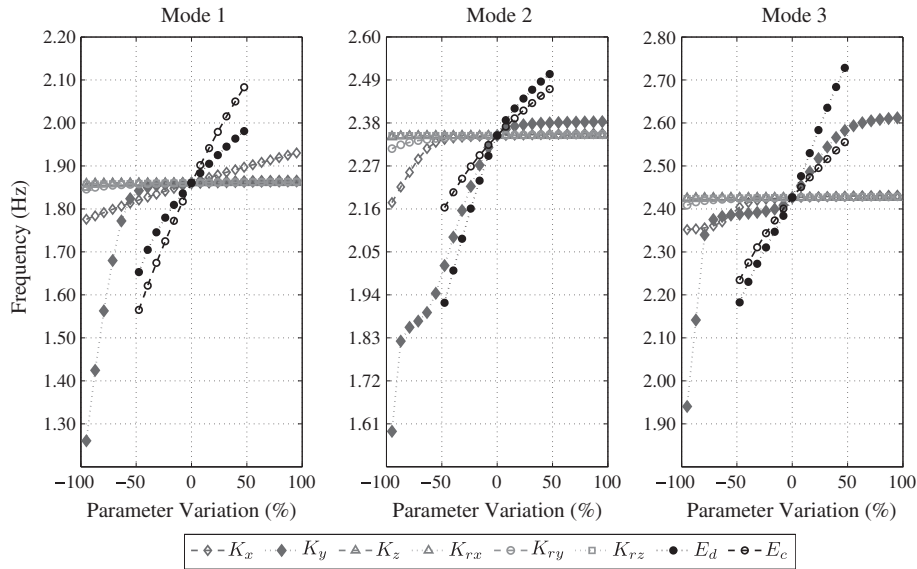 Mode 1
Mode 2
Mode 3
Frequency (Hz)
2.20
2.10
2.00
1.90
1.80
1.70
1.60
1.50
1.40
1.30
2.60
2.49
2.38
2.27
2.16
2.05
1.94
1.83
1.72
1.61
2.80
2.70
2.60
2.50
2.40
2.30
2.20
2.10
2.00
1.90
−100 −50 0 50 100
−100 −50 0 50 100
−100 −50 0 50 100
Parameter Variation (%)
Parameter Variation (%)
Parameter Variation (%)
K_x K_y K_z K_rx K_ry K_rz E_d E_c